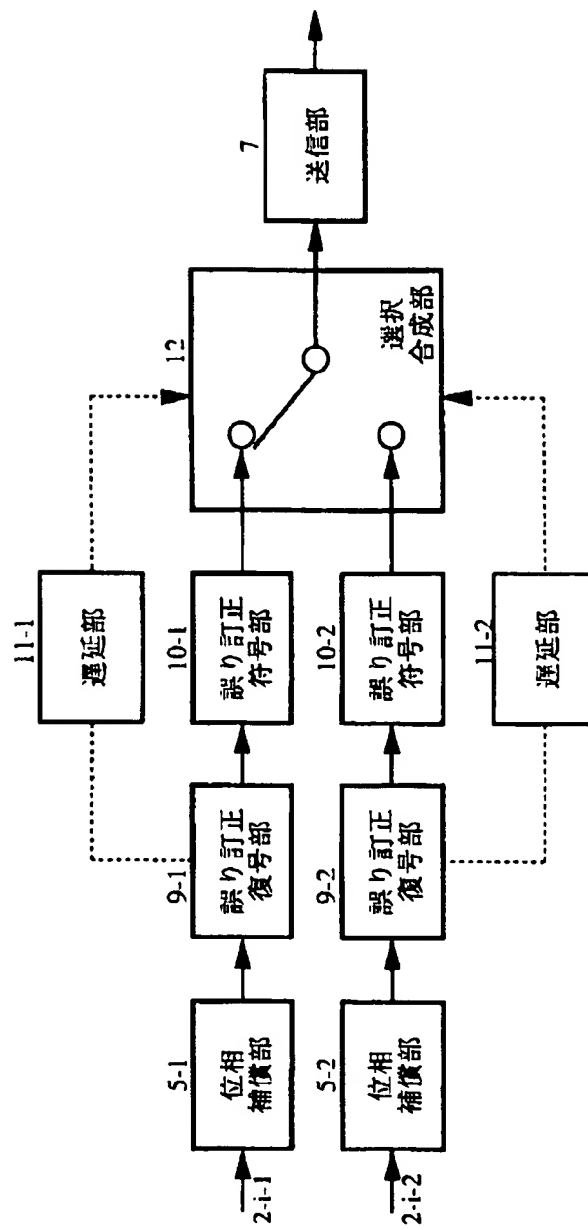 2-i-1
5-1
位相
補償部
9-1
誤り訂正
復号部
10-1
誤り訂正
符号部
11-1
遅延部
12
選択
合成部
7
送信部
2-i-2
5-2
位相
補償部
9-2
誤り訂正
復号部
10-2
誤り訂正
符号部
11-2
遅延部